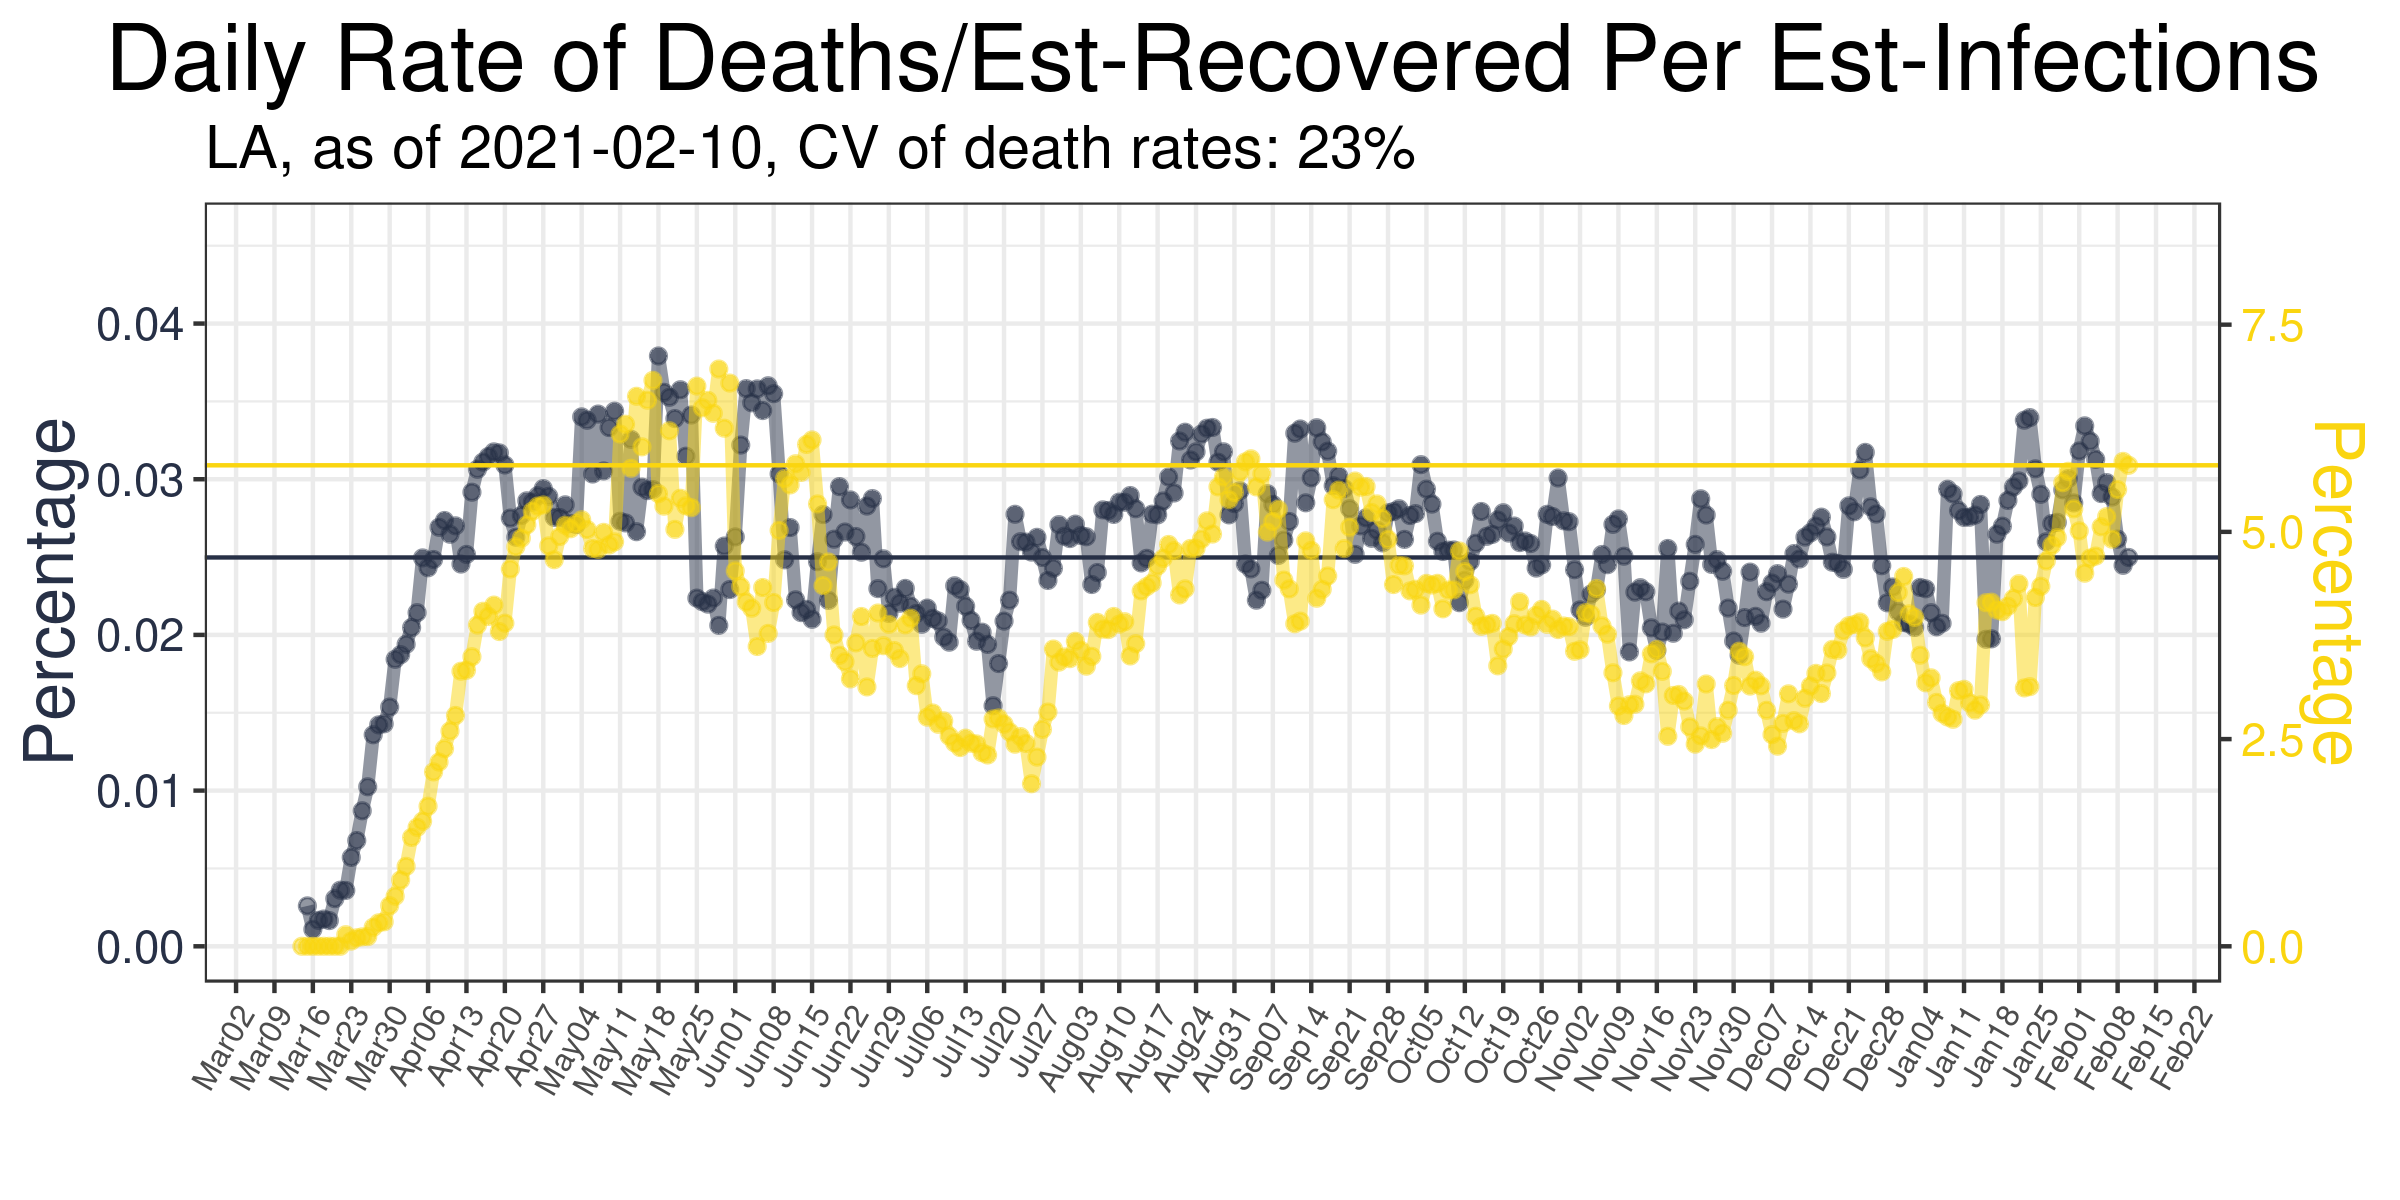 Daily Rate of Deaths/Est-Recovered Per Est-Infections
LA, as of 2021-02-10, CV of death rates: 23%
Percentage
0.04
0.03
0.02
0.01
0.00
7.5
5.0
2.5
0.0
Percentage
Mar02 Mar09 Mar16 Mar23 Mar30 Apr06 Apr13 Apr20 Apr27 May04 May11 May18 May25 Jun01 Jun08 Jun15 Jun22 Jun29 Jul06 Jul13 Jul20 Jul27 Aug03 Aug10 Aug17 Aug24 Aug31 Sep07 Sep14 Sep21 Sep28 Oct05 Oct12 Oct19 Oct26 Nov02 Nov09 Nov16 Nov23 Nov30 Dec07 Dec14 Dec21 Dec28 Jan04 Jan11 Jan18 Jan25 Feb01 Feb08 Feb15 Feb22